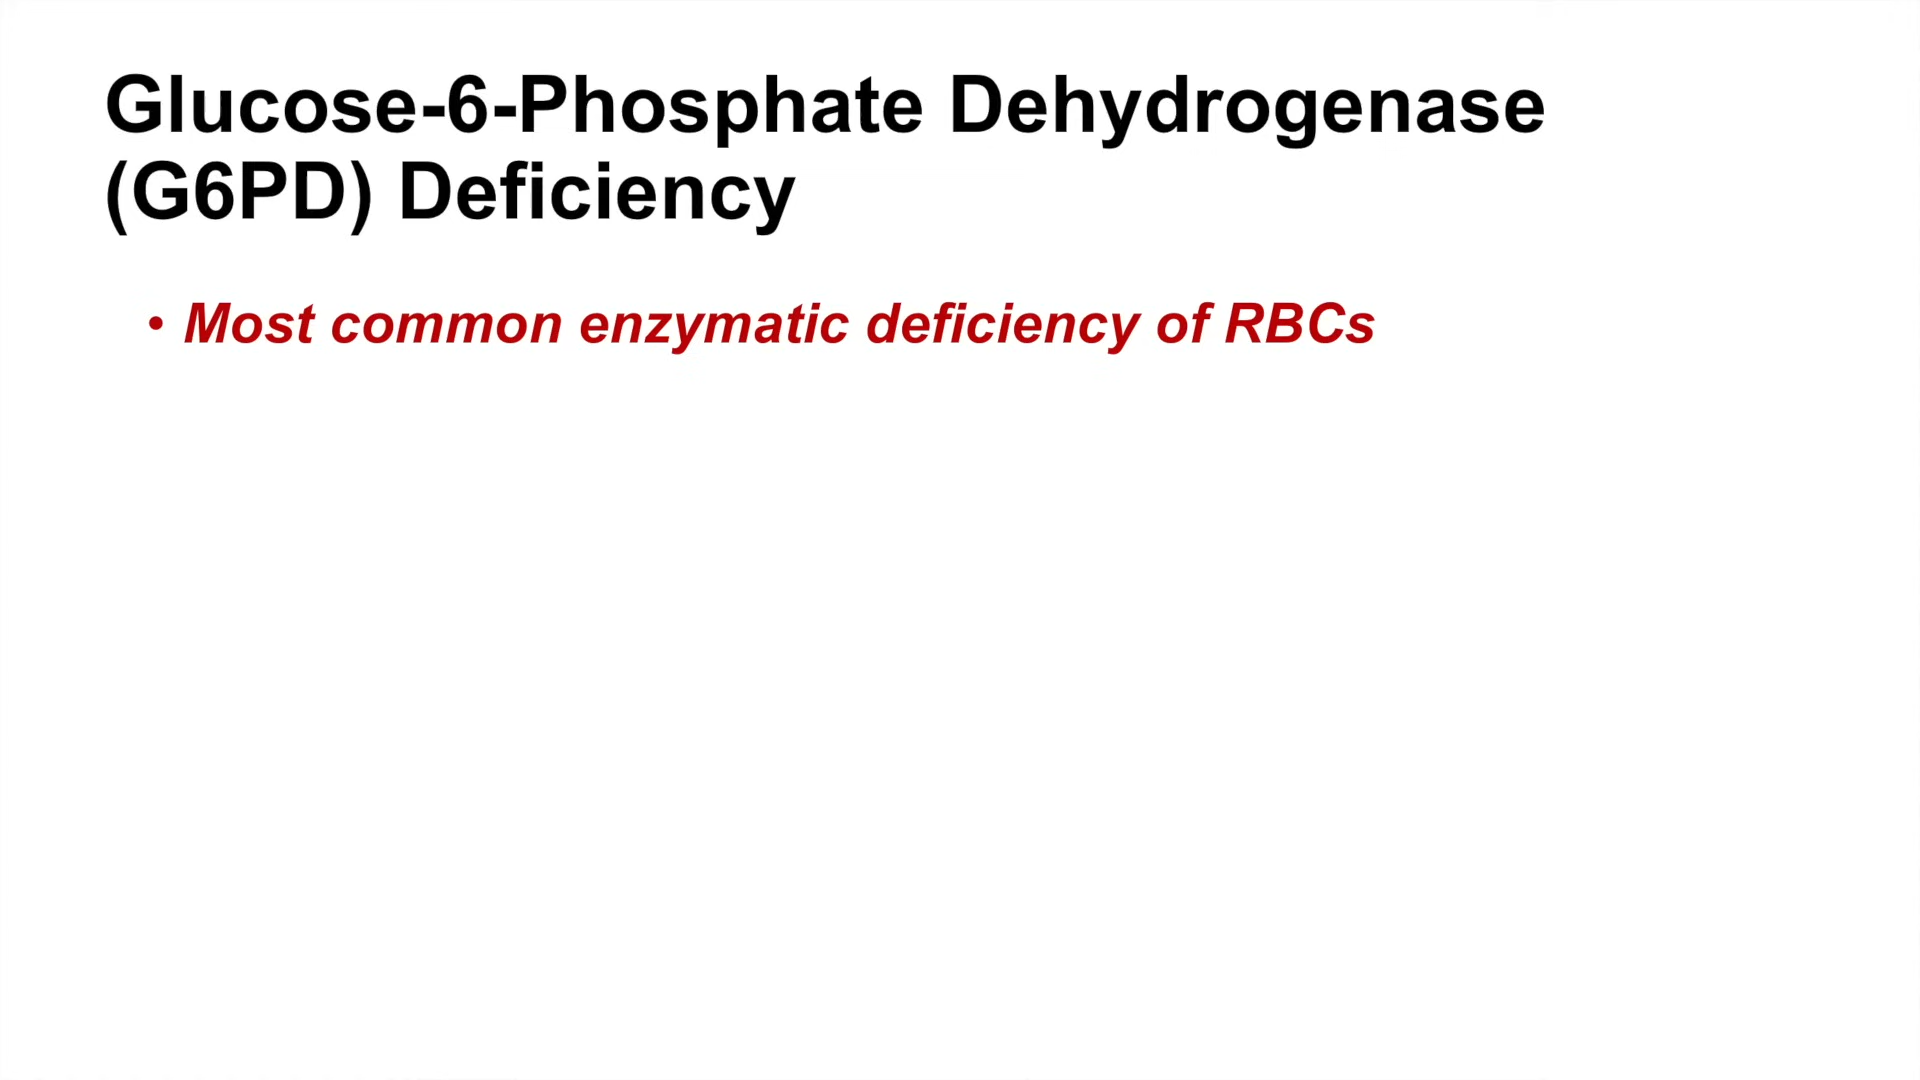 Glucose-6-Phosphate Dehydrogenase
(G6PD) Deficiency
• Most common enzymatic deficiency of RBCs